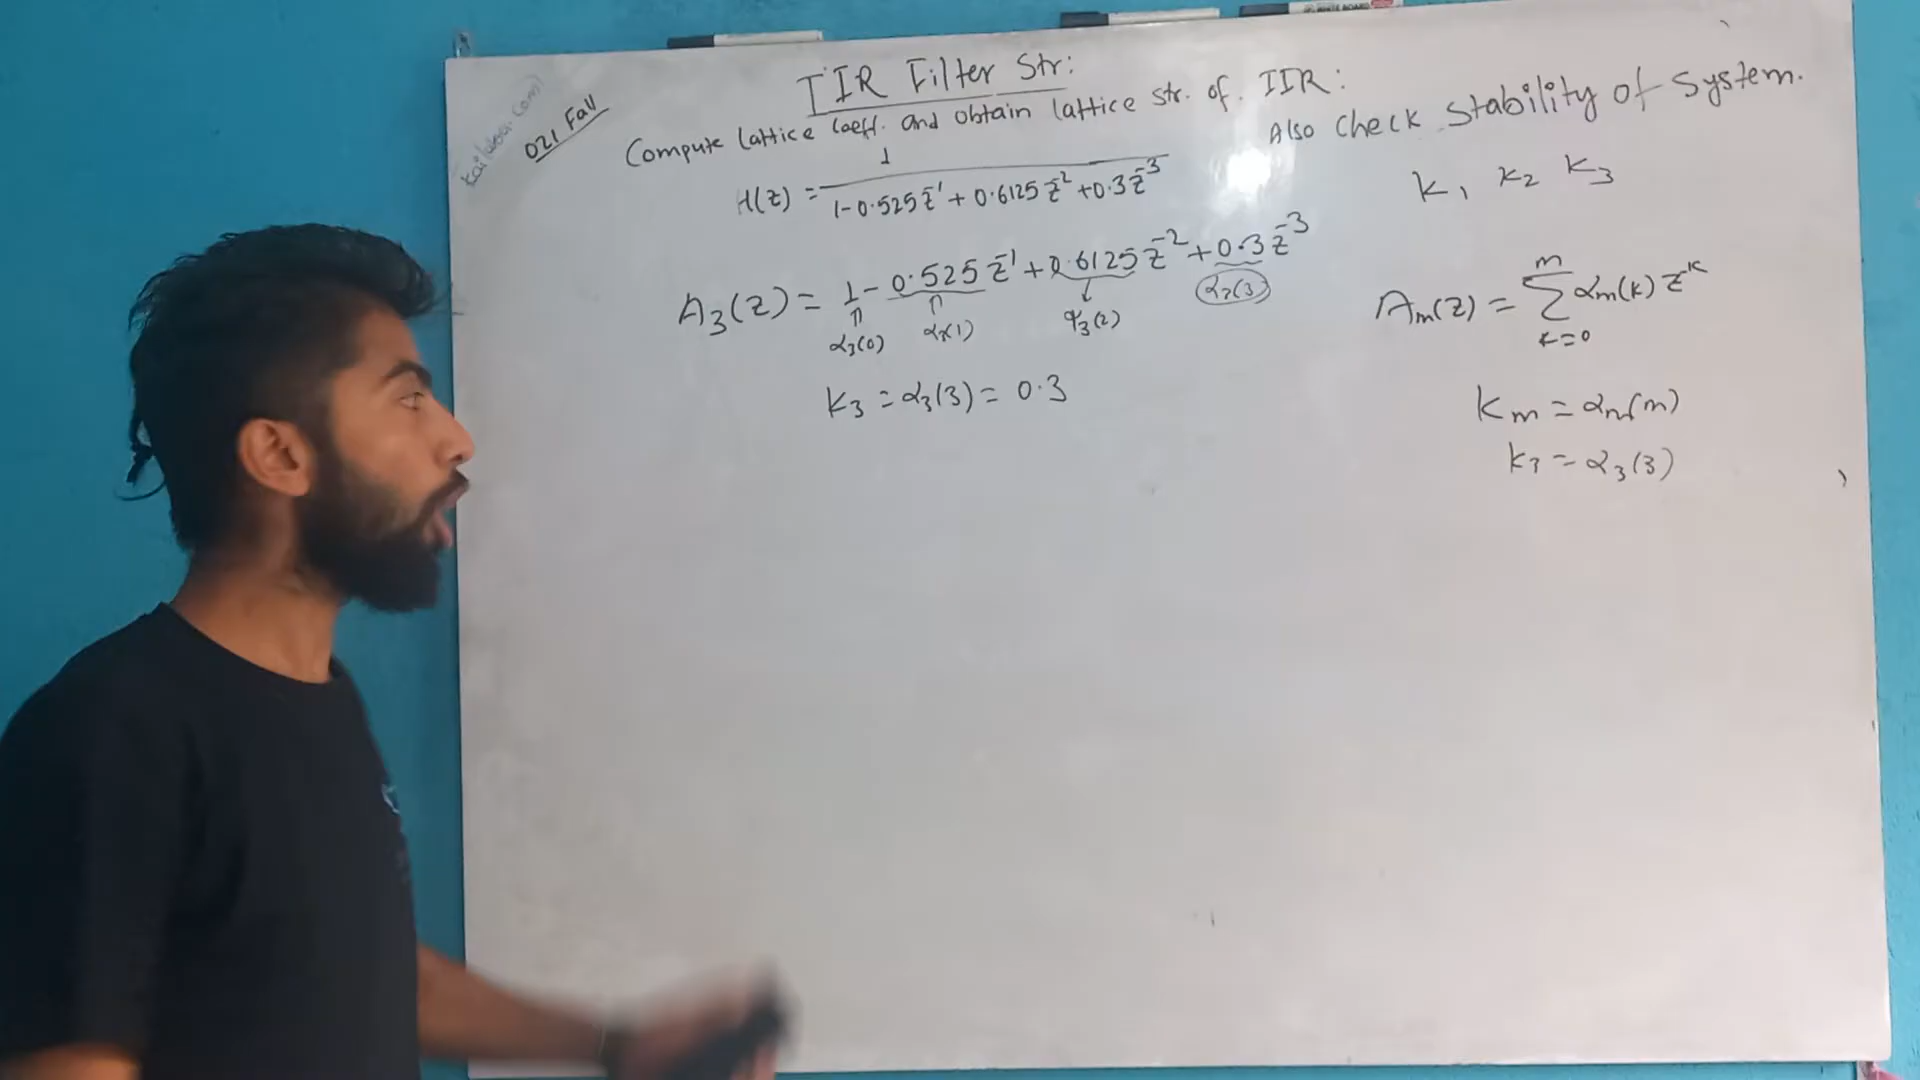 IIR Filter Str:
021 Fall
Compute lattice coeff. and obtain lattice str. of IIR:
Also check stability of system.
H(z) = 1 / 1-0.525z⁻¹ + 0.6125z⁻² + 0.3z⁻³
k₁ k₂ k₃
A₃(z) = 1 - 0.525z⁻¹ + 0.6125z⁻² + 0.3z⁻³
α₃(0) α₃(1) α₃(2) α₃(3)
Aₘ(z) = Σ αₘ(k) z⁻ᵏ
m
k=0
k₃ = α₃(3) = 0.3
kₘ = αₘ(m)
k₃ = α₃(3)